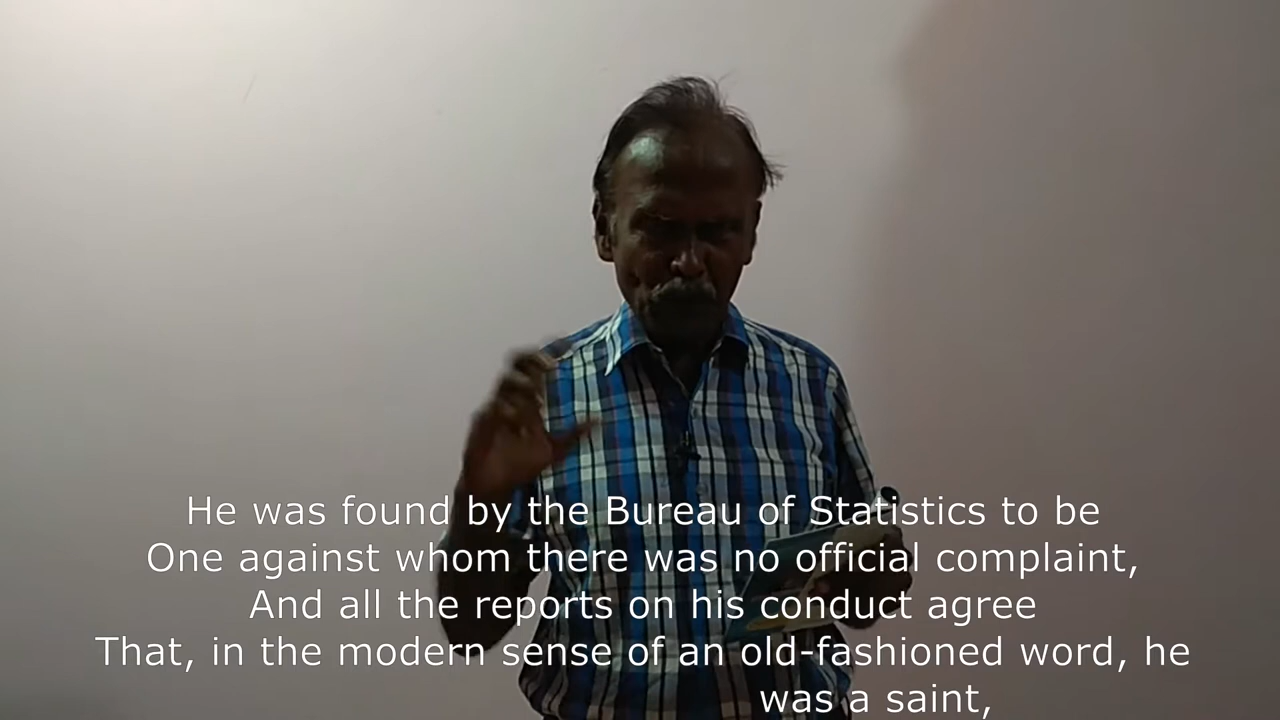 He was found by the Bureau of Statistics to be
One against whom there was no official complaint,
And all the reports on his conduct agree
That, in the modern sense of an old-fashioned word, he
was a saint,